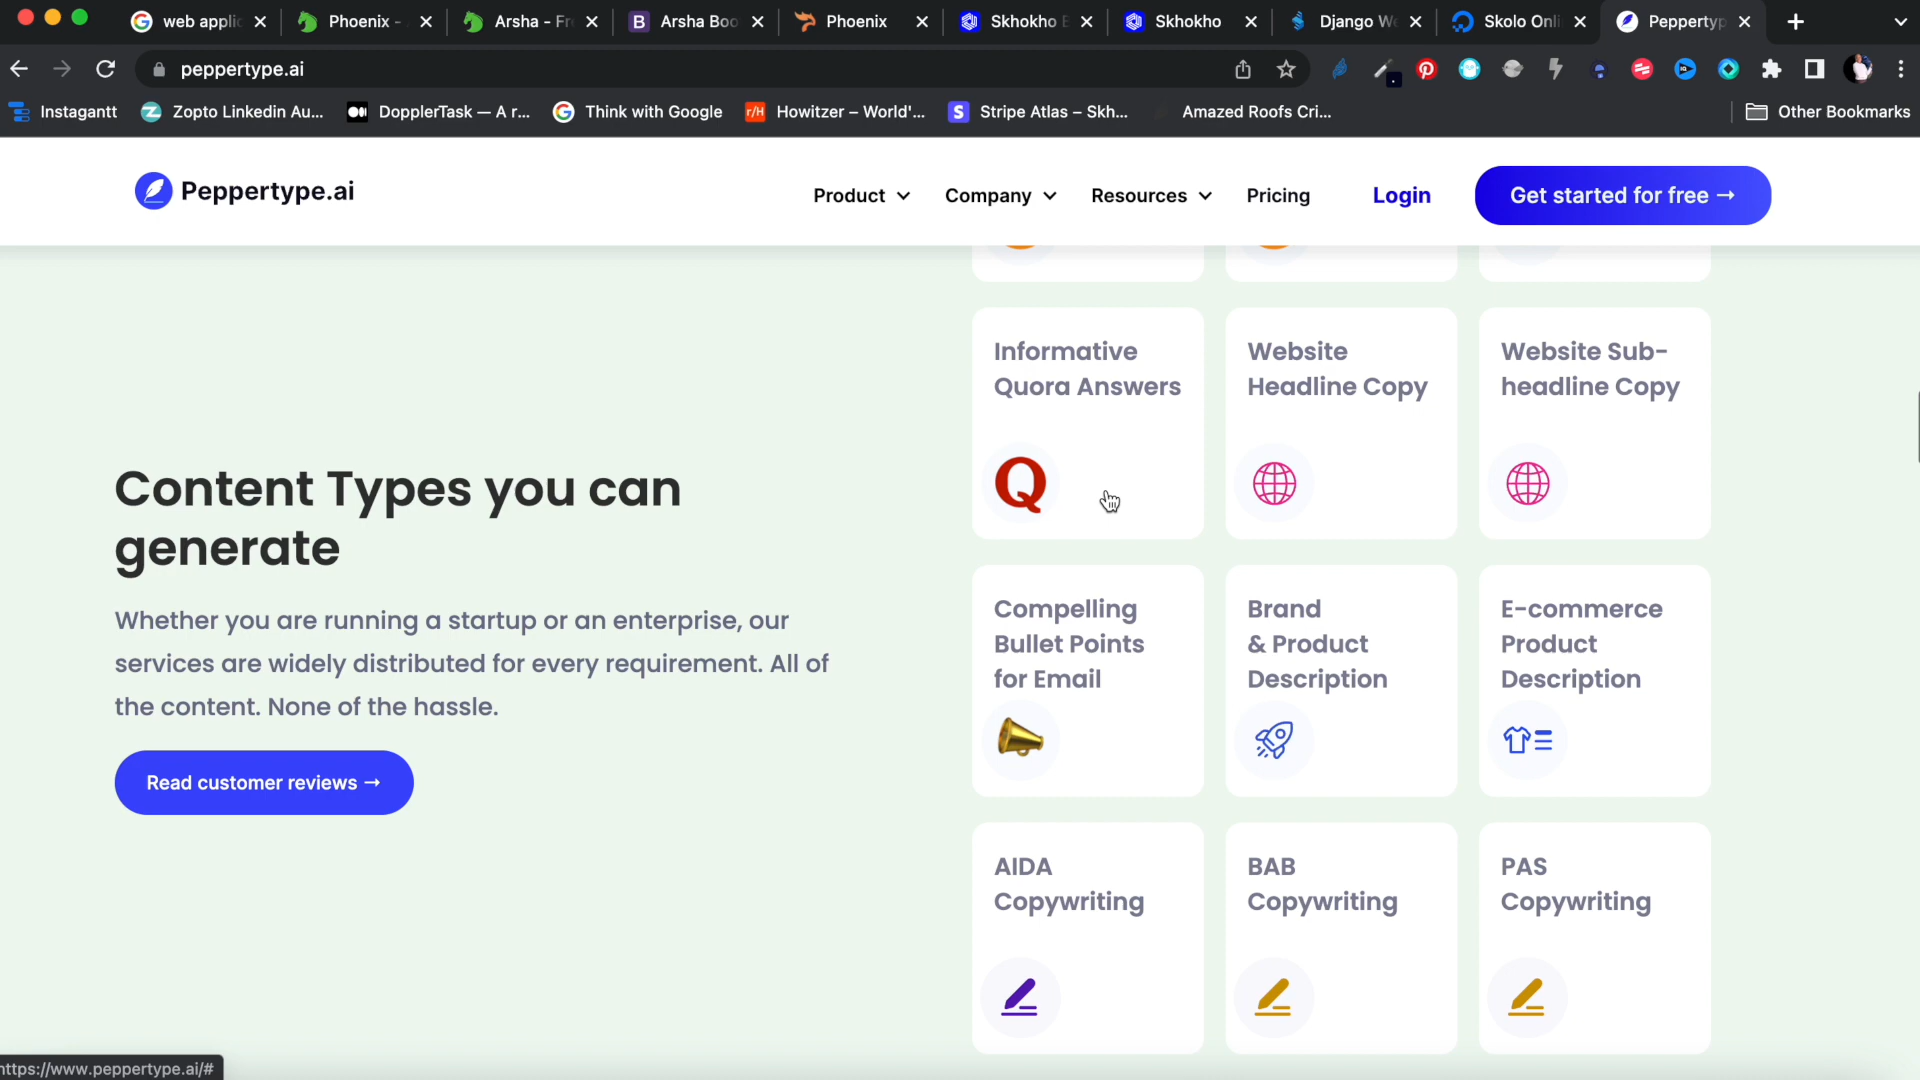 web applic
Phoenix -
Arsha - Fr
Arsha Boo
Phoenix
Skhokho
Skhokho
Django We
Skolo Onli
Peppertyp
peppertype.ai
Instagantt
Zopto Linkedin Au...
DopplerTask — A r...
Think with Google
r/H
Howitzer – World'...
S
Stripe Atlas – Skh...
Amazed Roofs Cri...
Other Bookmarks
Peppertype.ai
Product
Company
Resources
Pricing
Login
Get started for free →
Informative
Quora Answers
Website
Headline Copy
Website Sub-
headline Copy
Content Types you can
generate
Whether you are running a startup or an enterprise, our
services are widely distributed for every requirement. All of
the content. None of the hassle.
Read customer reviews →
Compelling
Bullet Points
for Email
Brand
& Product
Description
E-commerce
Product
Description
AIDA
Copywriting
BAB
Copywriting
PAS
Copywriting
https://www.peppertype.ai/#